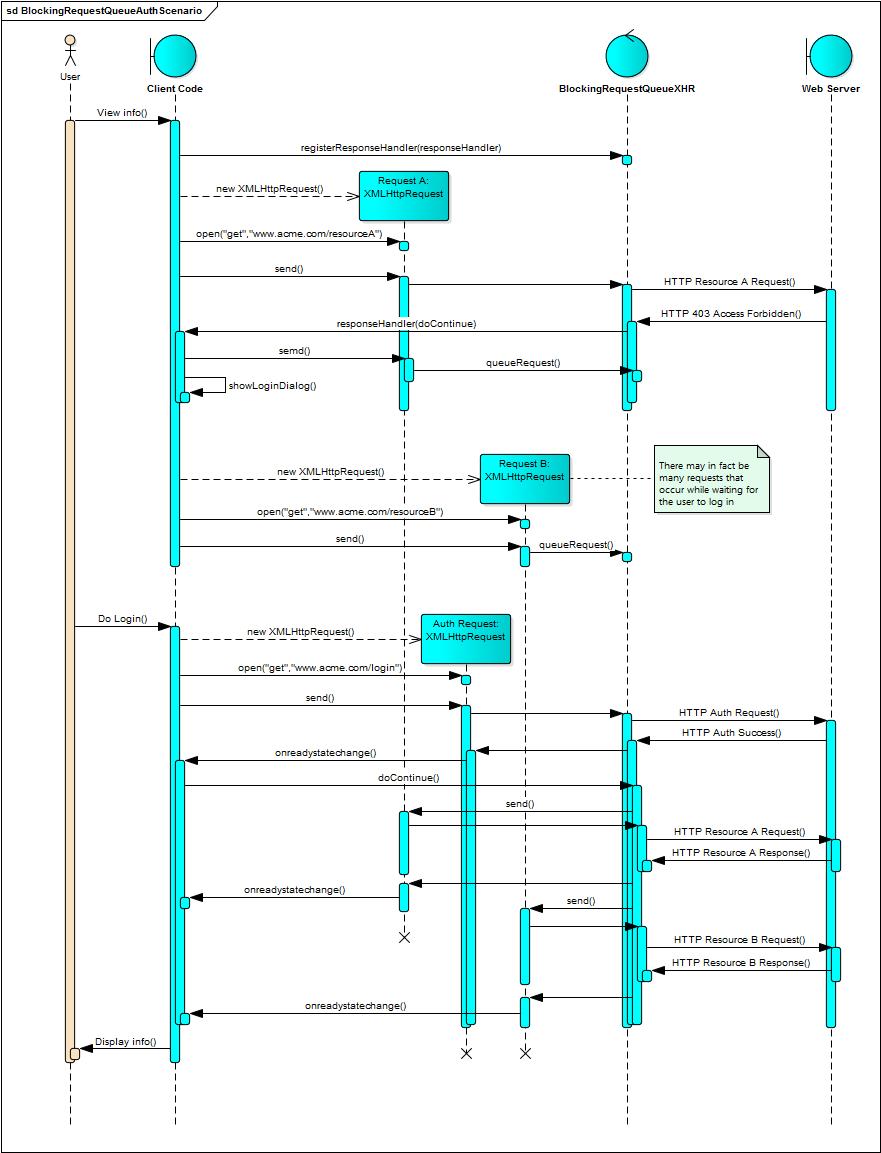 sd BlockingRequestQueueAuthScenario
User
Client Code
BlockingRequestQueueXHR
Web Server
View info()
registerResponseHandler(responseHandler)
Request A:
XMLHttpRequest
new XMLHttpRequest()
open("get","www.acme.com/resourceA")
send()
HTTP Resource A Request()
HTTP 403 Access Forbidden()
responseHandler(doContinue)
semd()
queueRequest()
showLoginDialog()
Request B:
XMLHttpRequest
new XMLHttpRequest()
There may in fact be
many requests that
occur while waiting for
the user to log in
open("get","www.acme.com/resourceB")
send()
queueRequest()
Do Login()
Auth Request:
XMLHttpRequest
new XMLHttpRequest()
open("get","www.acme.com/login")
send()
HTTP Auth Request()
HTTP Auth Success()
onreadystatechange()
doContinue()
send()
HTTP Resource A Request()
HTTP Resource A Response()
onreadystatechange()
send()
HTTP Resource B Request()
HTTP Resource B Response()
onreadystatechange()
Display info()